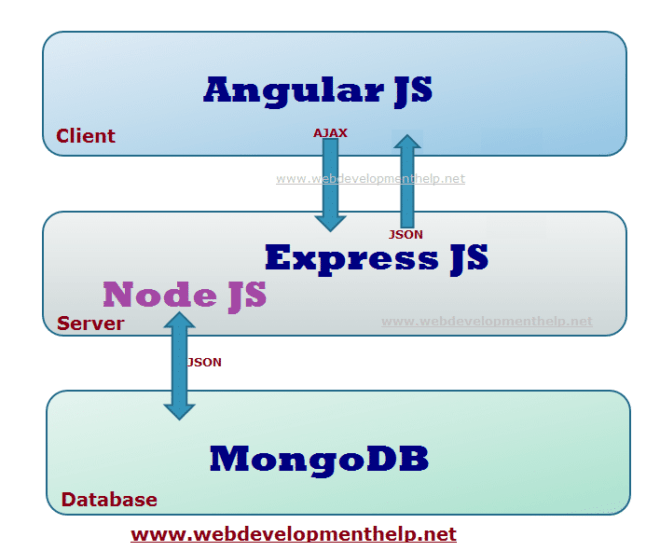 Angular JS
Client
AJAX
www.webdevelopmenthelp.net
JSON
Express JS
Node JS
Server
www.webdevelopmenthelp.net
JSON
MongoDB
Database
www.webdevelopmenthelp.net